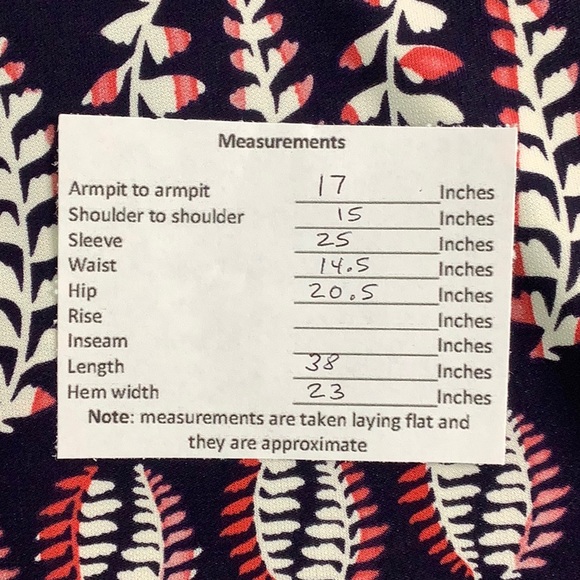 Measurements
Armpit to armpit 17 Inches
Shoulder to shoulder 15 Inches
Sleeve 25 Inches
Waist 14.5 Inches
Hip 20.5 Inches
Rise Inches
Inseam Inches
Length 38 Inches
Hem width 23 Inches
Note: measurements are taken laying flat and
they are approximate